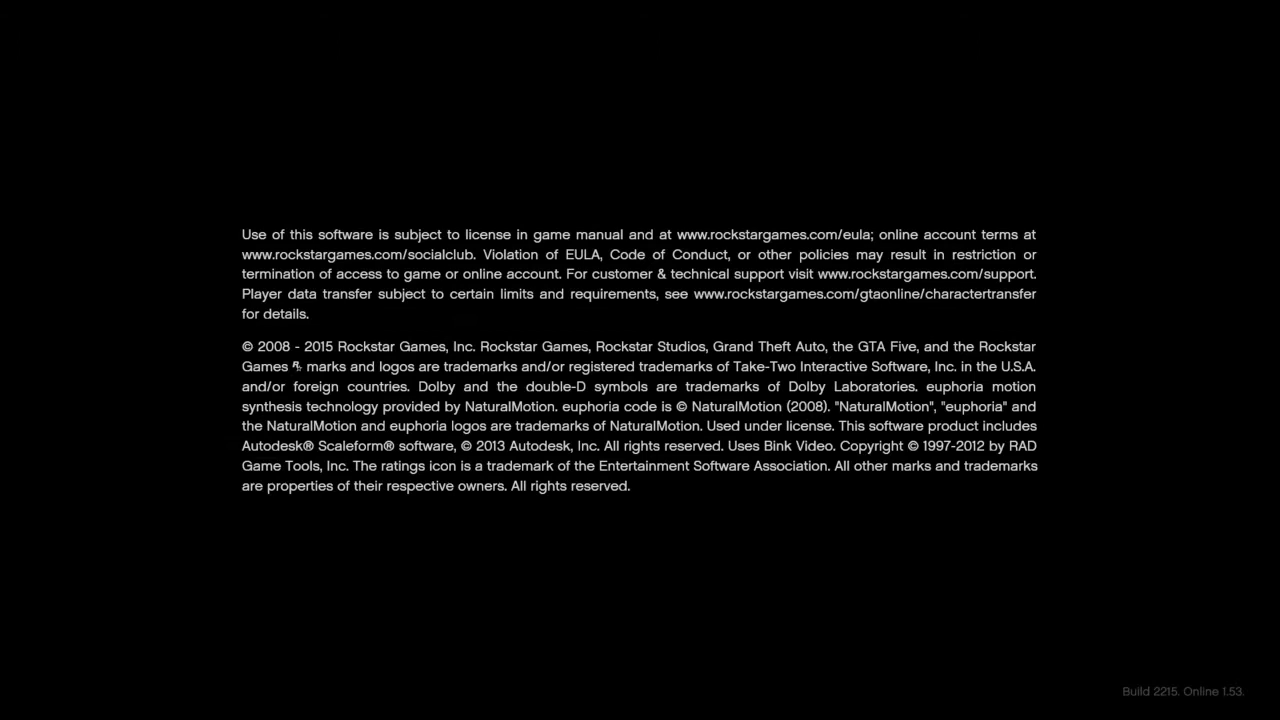 Use of this software is subject to license in game manual and at www.rockstargames.com/eula; online account terms at
www.rockstargames.com/socialclub. Violation of EULA, Code of Conduct, or other policies may result in restriction or
termination of access to game or online account. For customer & technical support visit www.rockstargames.com/support.
Player data transfer subject to certain limits and requirements, see www.rockstargames.com/gtaonline/charactertransfer
for details.
© 2008 - 2015 Rockstar Games, Inc. Rockstar Games, Rockstar Studios, Grand Theft Auto, the GTA Five, and the Rockstar
Games R* marks and logos are trademarks and/or registered trademarks of Take-Two Interactive Software, Inc. in the U.S.A.
and/or foreign countries. Dolby and the double-D symbols are trademarks of Dolby Laboratories. euphoria motion
synthesis technology provided by NaturalMotion. euphoria code is © NaturalMotion (2008). "NaturalMotion", "euphoria" and
the NaturalMotion and euphoria logos are trademarks of NaturalMotion. Used under license. This software product includes
Autodesk® Scaleform® software, © 2013 Autodesk, Inc. All rights reserved. Uses Bink Video. Copyright © 1997-2012 by RAD
Game Tools, Inc. The ratings icon is a trademark of the Entertainment Software Association. All other marks and trademarks
are properties of their respective owners. All rights reserved.
Build 2215. Online 1.53.